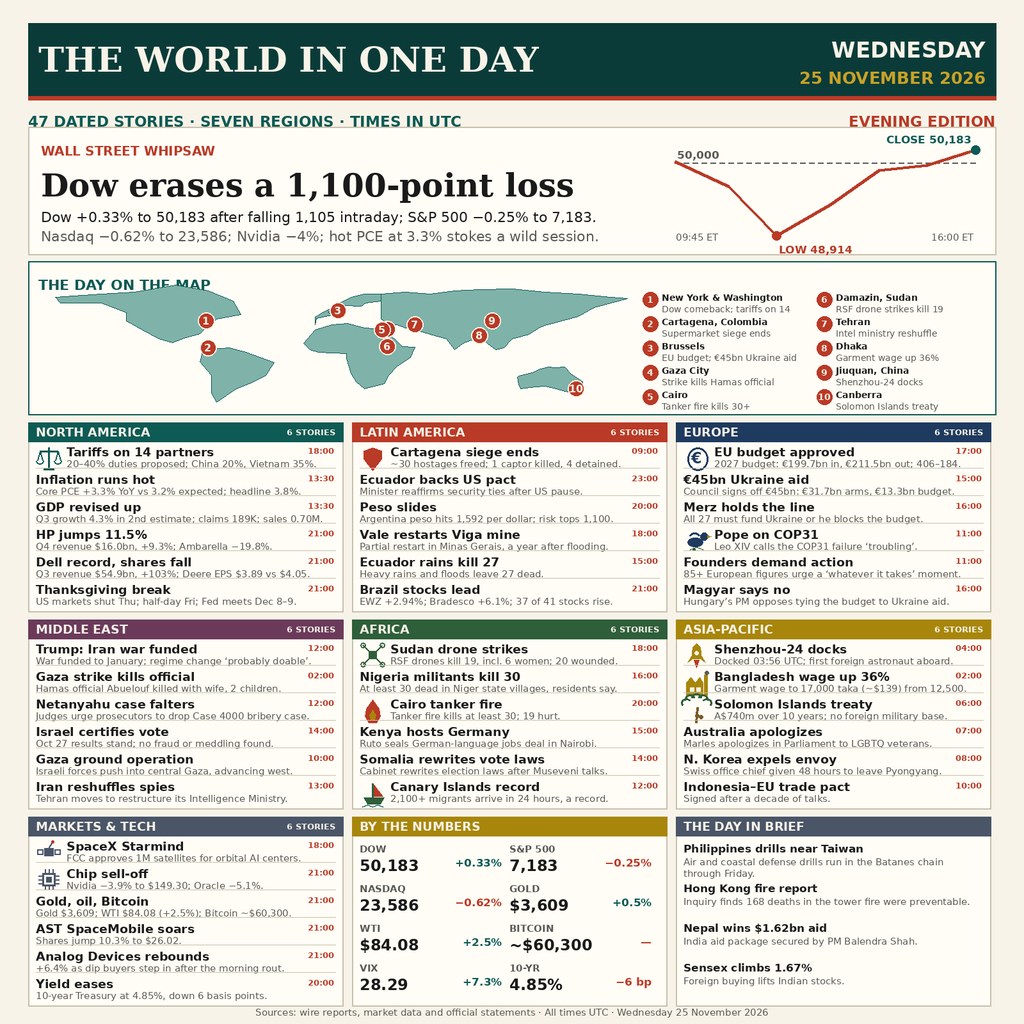 THE WORLD IN ONE DAY
WEDNESDAY
25 NOVEMBER 2026
47 DATED STORIES · SEVEN REGIONS · TIMES IN UTC
EVENING EDITION
WALL STREET WHIPSAW
Dow erases a 1,100-point loss
Dow +0.33% to 50,183 after falling 1,105 intraday; S&P 500 −0.25% to 7,183.
Nasdaq −0.62% to 23,586; Nvidia −4%; hot PCE at 3.3% stokes a wild session.
CLOSE 50,183
50,000
09:45 ET
16:00 ET
LOW 48,914
THE DAY ON THE MAP
1
2
3
5
6
7
8
9
10
1 New York & Washington
Dow comeback; tariffs on 14
2 Cartagena, Colombia
Supermarket siege ends
3 Brussels
EU budget; €45bn Ukraine aid
4 Gaza City
Strike kills Hamas official
5 Cairo
Tanker fire kills 30+
6 Damazin, Sudan
RSF drone strikes kill 19
7 Tehran
Intel ministry reshuffle
8 Dhaka
Garment wage up 36%
9 Jiuquan, China
Shenzhou-24 docks
10 Canberra
Solomon Islands treaty
NORTH AMERICA 6 STORIES
Tariffs on 14 partners 18:00
20–40% duties proposed; China 20%, Vietnam 35%.
Inflation runs hot 13:30
Core PCE +3.3% YoY vs 3.2% expected; headline 3.8%.
GDP revised up 13:30
Q3 growth 4.3% in 2nd estimate; claims 189K; sales 0.70M.
HP jumps 11.5% 21:00
Q4 revenue $16.0bn, +9.3%; Ambarella −19.8%.
Dell record, shares fall 21:00
Q3 revenue $54.9bn, +103%; Deere EPS $3.89 vs $4.05.
Thanksgiving break 21:00
US markets shut Thu; half-day Fri; Fed meets Dec 8–9.
LATIN AMERICA 6 STORIES
Cartagena siege ends 09:00
~30 hostages freed; 1 captor killed, 4 detained.
Ecuador backs US pact 23:00
Minister reaffirms security ties after US pause.
Peso slides 20:00
Argentina peso hits 1,592 per dollar; risk tops 1,100.
Vale restarts Viga mine 18:00
Partial restart in Minas Gerais, a year after flooding.
Ecuador rains kill 27 15:00
Heavy rains and floods leave 27 dead.
Brazil stocks lead 21:00
EWZ +2.94%; Bradesco +6.1%; 37 of 41 stocks rise.
EUROPE 6 STORIES
€
EU budget approved 17:00
2027 budget: €199.7bn in, €211.5bn out; 406–184.
€45bn Ukraine aid 15:00
Council signs off €45bn: €31.7bn arms, €13.3bn budget.
Merz holds the line 16:00
All 27 must fund Ukraine or he blocks the budget.
Pope on COP31 11:00
Leo XIV calls the COP31 failure ‘troubling’.
Founders demand action 11:00
85+ European figures urge a ‘whatever it takes’ moment.
Magyar says no 16:00
Hungary’s PM opposes tying the budget to Ukraine aid.
MIDDLE EAST 6 STORIES
Trump: Iran war funded 12:00
War funded to January; regime change ‘probably doable’.
Gaza strike kills official 02:00
Hamas official Abuelouf killed with wife, 2 children.
Netanyahu case falters 12:00
Judges urge prosecutors to drop Case 4000 bribery case.
Israel certifies vote 14:00
Oct 27 results stand; no fraud or meddling found.
Gaza ground operation 10:00
Israeli forces push into central Gaza, advancing west.
Iran reshuffles spies 13:00
Tehran moves to restructure its Intelligence Ministry.
AFRICA 6 STORIES
Sudan drone strikes 18:00
RSF drones kill 19, incl. 6 women; 20 wounded.
Nigeria militants kill 30 16:00
At least 30 dead in Niger state villages, residents say.
Cairo tanker fire 12:00
Tanker fire kills at least 30; 19 hurt.
Kenya hosts Germany 15:00
Ruto seals German-language jobs deal in Nairobi.
Somalia rewrites vote laws 14:00
Cabinet rewrites election laws after Museveni talks.
Canary Islands record 12:00
2,100+ migrants arrive in 24 hours, a record.
ASIA-PACIFIC 6 STORIES
Shenzhou-24 docks 04:00
Docked 03:56 UTC; first foreign astronaut aboard.
Bangladesh wage up 36% 02:00
Garment wage to 17,000 taka (~$139) from 12,500.
Solomon Islands treaty 06:00
A$740m over 10 years; no foreign military base.
Australia apologizes 07:00
Marles apologizes in Parliament to LGBTQ veterans.
N. Korea expels envoy 08:00
Swiss office chief given 48 hours to leave Pyongyang.
Indonesia–EU trade pact 10:00
Signed after a decade of talks.
MARKETS & TECH 6 STORIES
SpaceX Starmind 18:00
FCC approves 1M satellites for orbital AI centers.
Chip sell-off 21:00
Nvidia −3.9% to $149.30; Oracle −5.1%.
Gold, oil, Bitcoin 21:00
Gold $3,609; WTI $84.08 (+2.5%); Bitcoin ~$60,300.
AST SpaceMobile soars 21:00
Shares jump 10.3% to $26.02.
Analog Devices rebounds 21:00
+6.4% as dip buyers step in after the morning rout.
Yield eases 20:00
10-year Treasury at 4.85%, down 6 basis points.
BY THE NUMBERS
DOW
50,183 +0.33%
S&P 500
7,183 −0.25%
NASDAQ
23,586 −0.62%
GOLD
$3,609 +0.5%
WTI
$84.08 +2.5%
BITCOIN
~$60,300 —
VIX
28.29 +7.3%
10-YR
4.85% −6 bp
THE DAY IN BRIEF
Philippines drills near Taiwan
Air and coastal defense drills run in the Batanes chain
through Friday.
Hong Kong fire report
Inquiry finds 168 deaths in the tower fire were preventable.
Nepal wins $1.62bn aid
India aid package secured by PM Balendra Shah.
Sensex climbs 1.67%
Foreign buying lifts Indian stocks.
Sources: wire reports, market data and official statements · All times UTC · Wednesday 25 November 2026